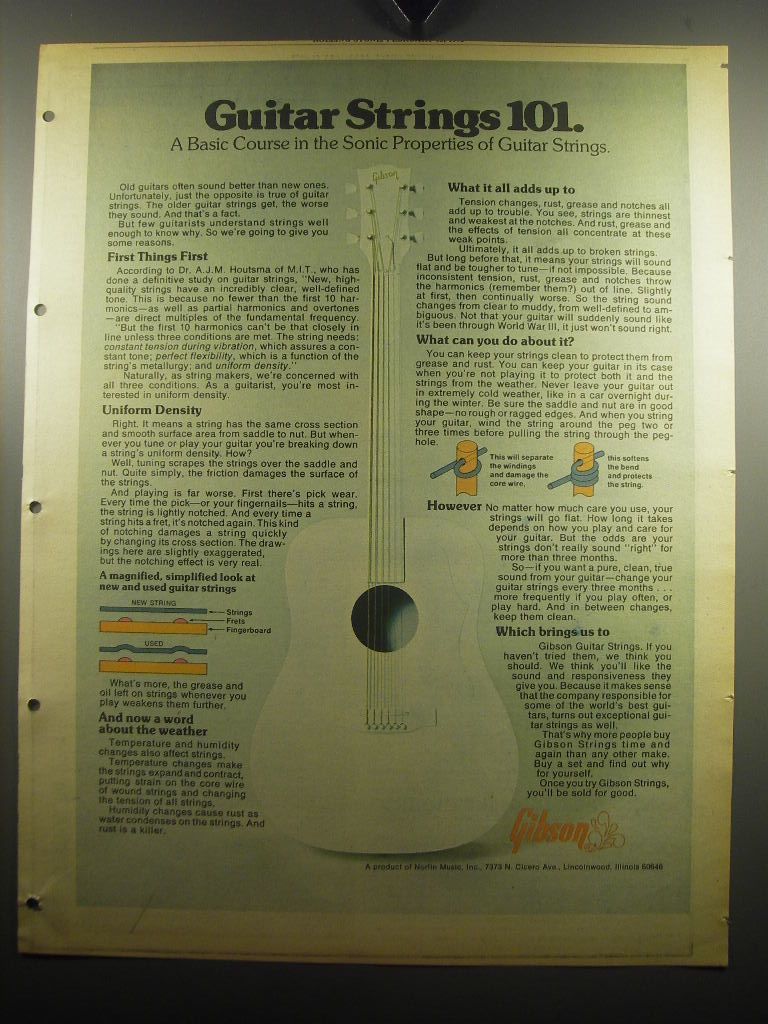 Guitar Strings 101.
A Basic Course in the Sonic Properties of Guitar Strings.
Gibson
Old guitars often sound better than new ones.
Unfortunately, just the opposite is true of guitar
strings. The older guitar strings get, the worse
they sound. And that's a fact.
But few guitarists understand strings well
enough to know why. So we're going to give you
some reasons.
First Things First
According to Dr. A.J.M. Houtsma of M.I.T., who has
done a definitive study on guitar strings, "New, high-
quality strings have an incredibly clear, well-defined
tone. This is because no fewer than the first 10 har-
monics—as well as partial harmonics and overtones
—are direct multiples of the fundamental frequency.
"But the first 10 harmonics can't be that closely in
line unless three conditions are met. The string needs:
constant tension during vibration, which assures a con-
stant tone; perfect flexibility, which is a function of the
string's metallurgy; and uniform density."
Naturally, as string makers, we're concerned with
all three conditions. As a guitarist, you're most in-
terested in uniform density.
Uniform Density
Right. It means a string has the same cross section
and smooth surface area from saddle to nut. But when-
ever you tune or play your guitar you're breaking down
a string's uniform density. How?
Well, tuning scrapes the strings over the saddle and
nut. Quite simply, the friction damages the surface of
the strings.
And playing is far worse. First there's pick wear.
Every time the pick—or your fingernails—hits a string,
the string is lightly notched. And every time a
string hits a fret, it's notched again. This kind
of notching damages a string quickly
by changing its cross section. The draw-
ings here are slightly exaggerated,
but the notching effect is very real.
A magnified, simplified look at
new and used guitar strings
NEW STRING
Strings
Frets
Fingerboard
USED
What's more, the grease and
oil left on strings whenever you
play weakens them further.
And now a word
about the weather
Temperature and humidity
changes also affect strings.
Temperature changes make
the strings expand and contract,
putting strain on the core wire
of wound strings and changing
the tension of all strings.
Humidity changes cause rust as
water condenses on the strings. And
rust is a killer.
What it all adds up to
Tension changes, rust, grease and notches all
add up to trouble. You see, strings are thinnest
and weakest at the notches. And rust, grease and
the effects of tension all concentrate at these
weak points.
Ultimately, it all adds up to broken strings.
But long before that, it means your strings will sound
flat and be tougher to tune—if not impossible. Because
inconsistent tension, rust, grease and notches throw
the harmonics (remember them?) out of line. Slightly
at first, then continually worse. So the string sound
changes from clear to muddy, from well-defined to am-
biguous. Not that your guitar will suddenly sound like
it's been through World War III, it just won't sound right.
What can you do about it?
You can keep your strings clean to protect them from
grease and rust. You can keep your guitar in its case
when you're not playing it to protect both it and the
strings from the weather. Never leave your guitar out
in extremely cold weather, like in a car overnight dur-
ing the winter. Be sure the saddle and nut are in good
shape—no rough or ragged edges. And when you string
your guitar, wind the string around the peg two or
three times before pulling the string through the peg-
hole.
This will separate
the windings
and damage the
core wire,
this softens
the bend
and protects
the string.
However No matter how much care you use, your
strings will go flat. How long it takes
depends on how you play and care for
your guitar. But the odds are your
strings don't really sound "right" for
more than three months.
So—if you want a pure, clean, true
sound from your guitar—change your
guitar strings every three months . . .
more frequently if you play often, or
play hard. And in between changes,
keep them clean.
Which brings us to
Gibson Guitar Strings. If you
haven't tried them, we think you
should. We think you'll like the
sound and responsiveness they
give you. Because it makes sense
that the company responsible for
some of the world's best gui-
tars, turns out exceptional gui-
tar strings as well.
That's why more people buy
Gibson Strings time and
again than any other make.
Buy a set and find out why
for yourself.
Once you try Gibson Strings,
you'll be sold for good.
Gibson
A product of Norlin Music, Inc., 7373 N. Cicero Ave., Lincolnwood, Illinois 60646